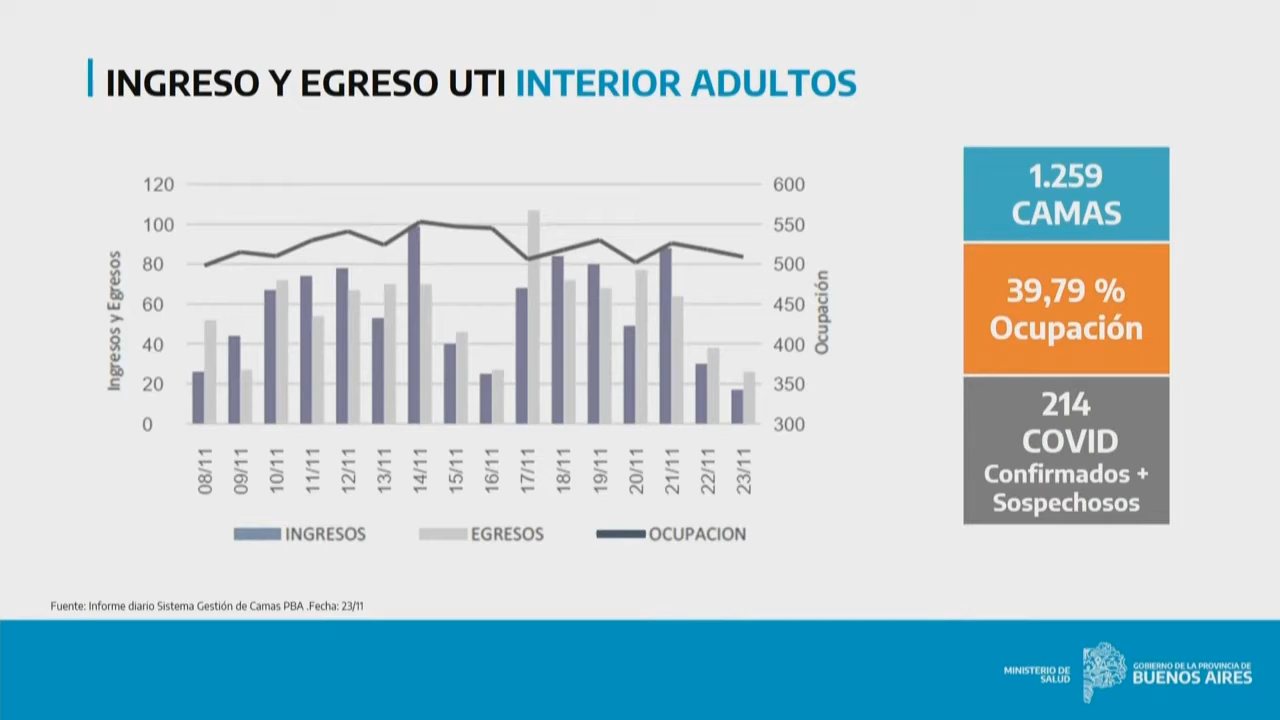 INGRESO Y EGRESO UTI INTERIOR ADULTOS
120
100
80
60
40
20
0
Ingresos y Egresos
600
550
500
450
400
350
300
Ocupación
08/11
09/11
10/11
11/11
12/11
13/11
14/11
15/11
16/11
17/11
18/11
19/11
20/11
21/11
22/11
23/11
INGRESOS
EGRESOS
OCUPACION
1.259
CAMAS
39,79 %
Ocupación
214
COVID
Confirmados +
Sospechosos
Fuente: Informe diario Sistema Gestión de Camas PBA .Fecha: 23/11
MINISTERIO DE
SALUD
GOBIERNO DE LA PROVINCIA DE
BUENOS AIRES